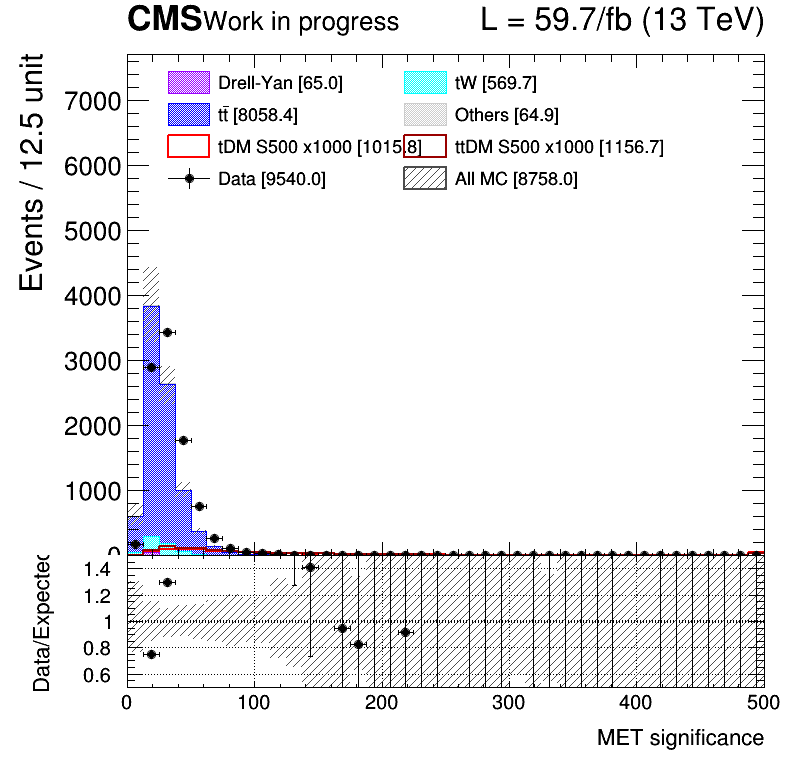 CMS Work in progress L = 59.7/fb (13 TeV)
Drell-Yan [65.0] tW [569.7]
tt̄ [8058.4] Others [64.9]
tDM S500 x1000 [1015.8] ttDM S500 x1000 [1156.7]
Data [9540.0] All MC [8758.0]
Events / 12.5 unit
7000
6000
5000
4000
3000
2000
1000
0
Data/Expected
1.4
1.2
1
0.8
0.6
0 100 200 300 400 500
MET significance